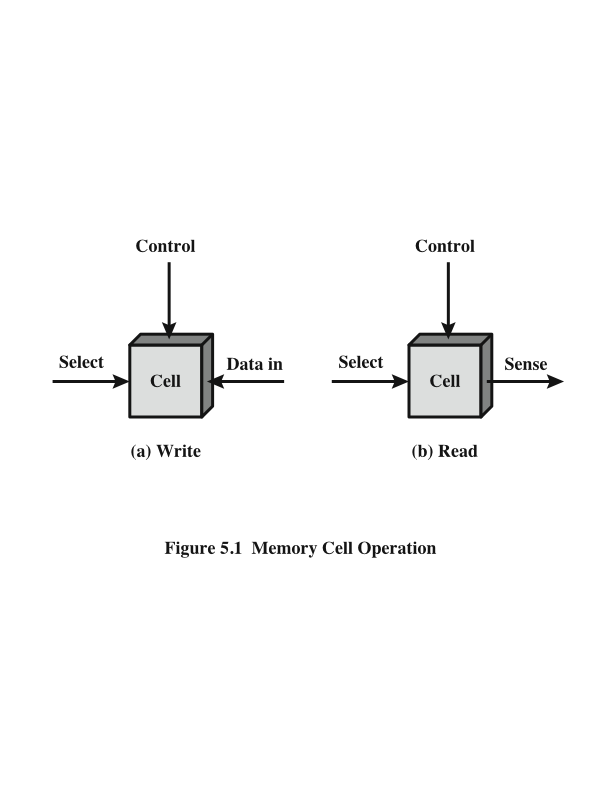 Control
Select
Cell
Data in
(a) Write
Control
Select
Cell
Sense
(b) Read
Figure 5.1  Memory Cell Operation